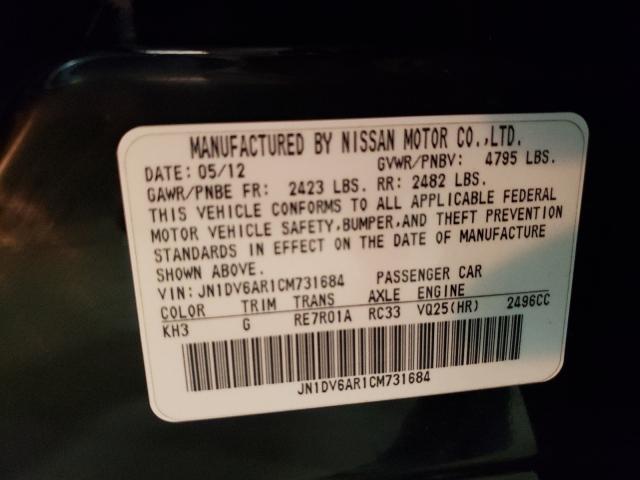 MANUFACTURED BY NISSAN MOTOR CO.,LTD.
DATE: 05/12 GVWR/PNBV: 4795 LBS.
GAWR/PNBE FR: 2423 LBS. RR: 2482 LBS.
THIS VEHICLE CONFORMS TO ALL APPLICABLE FEDERAL
MOTOR VEHICLE SAFETY,BUMPER,AND THEFT PREVENTION
STANDARDS IN EFFECT ON THE DATE OF MANUFACTURE
SHOWN ABOVE.
VIN: JN1DV6AR1CM731684 PASSENGER CAR
COLOR TRIM TRANS AXLE ENGINE
KH3 G RE7R01A RC33 VQ25(HR) 2496CC
JN1DV6AR1CM731684